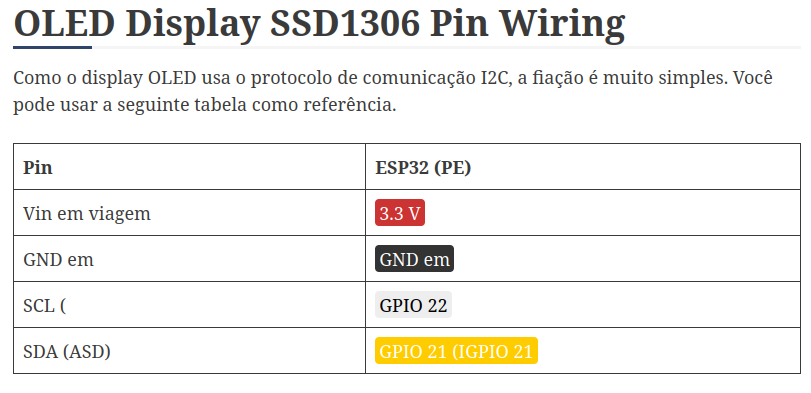 OLED Display SSD1306 Pin Wiring
Como o display OLED usa o protocolo de comunicação I2C, a fiação é muito simples. Você
pode usar a seguinte tabela como referência.
Pin ESP32 (PE)
Vin em viagem 3.3 V
GND em GND em
SCL ( GPIO 22
SDA (ASD) GPIO 21 (IGPIO 21